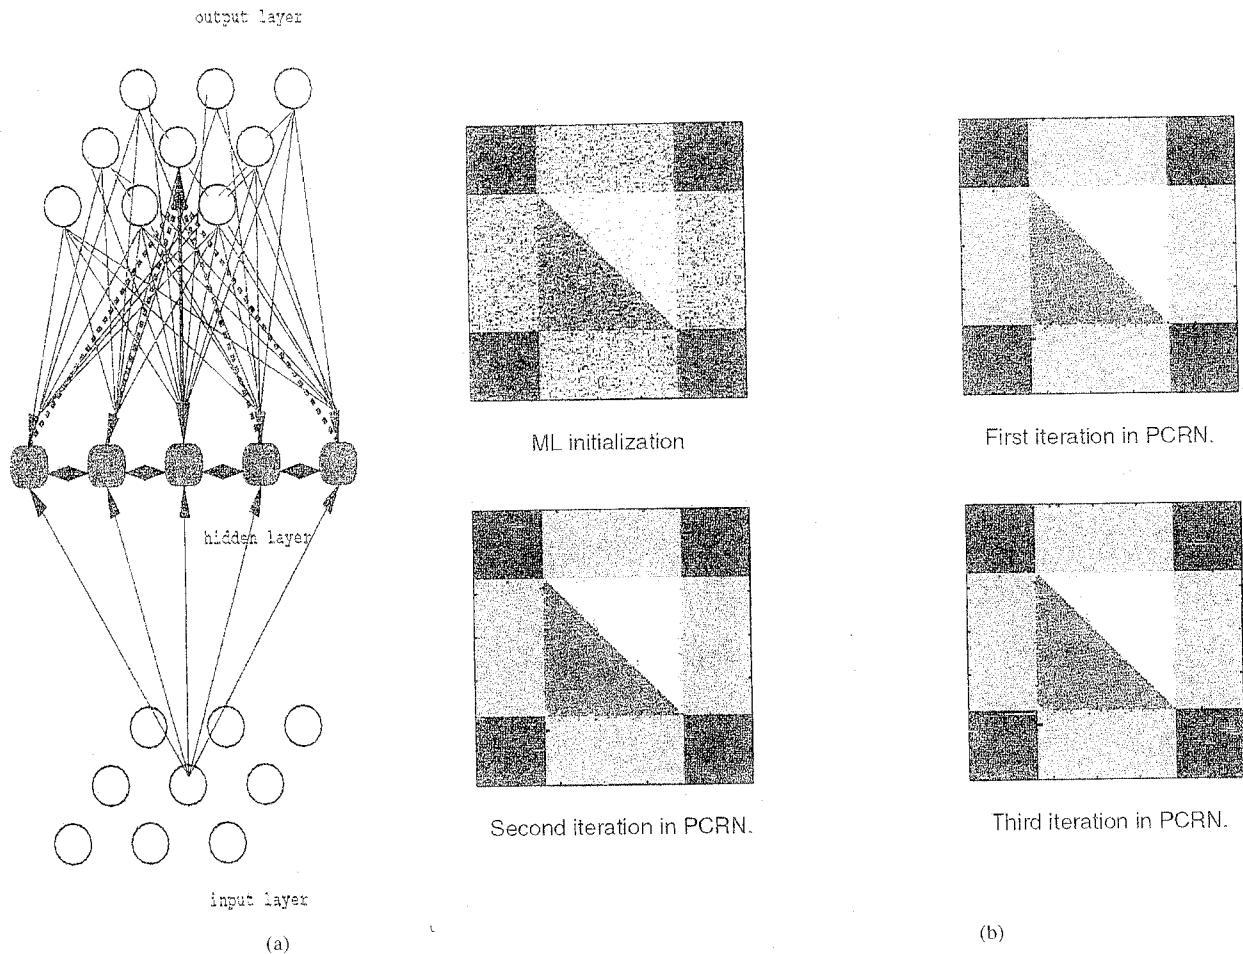 output layer
hidden layer
input layer
(a)
ML initialization
First iteration in PCRN.
Second iteration in PCRN.
Third iteration in PCRN.
(b)